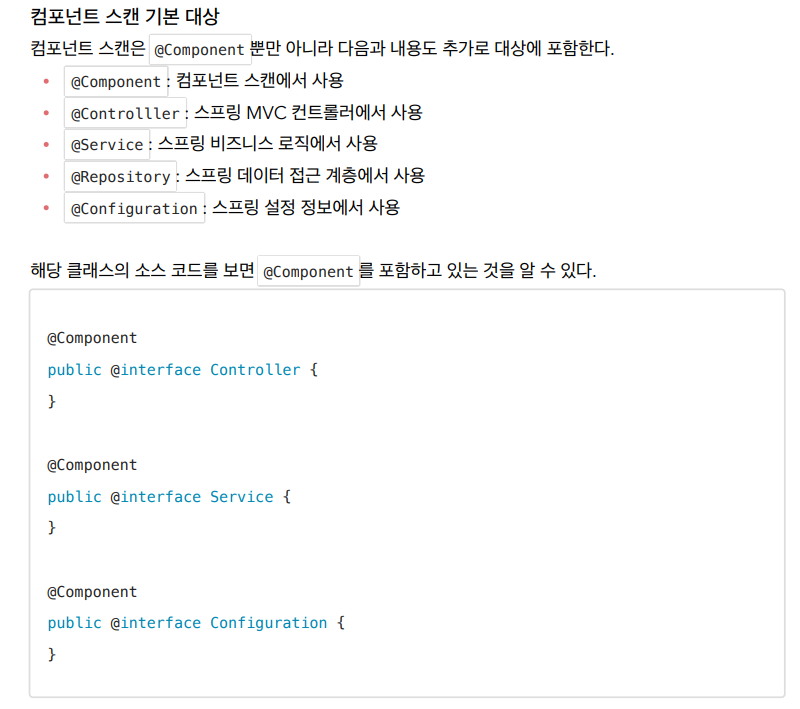 컴포넌트 스캔 기본 대상
컴포넌트 스캔은 @Component 뿐만 아니라 다음과 내용도 추가로 대상에 포함한다.
• @Component : 컴포넌트 스캔에서 사용
• @Controlller : 스프링 MVC 컨트롤러에서 사용
• @Service : 스프링 비즈니스 로직에서 사용
• @Repository : 스프링 데이터 접근 계층에서 사용
• @Configuration : 스프링 설정 정보에서 사용
해당 클래스의 소스 코드를 보면 @Component 를 포함하고 있는 것을 알 수 있다.
@Component
public @interface Controller {
}
@Component
public @interface Service {
}
@Component
public @interface Configuration {
}